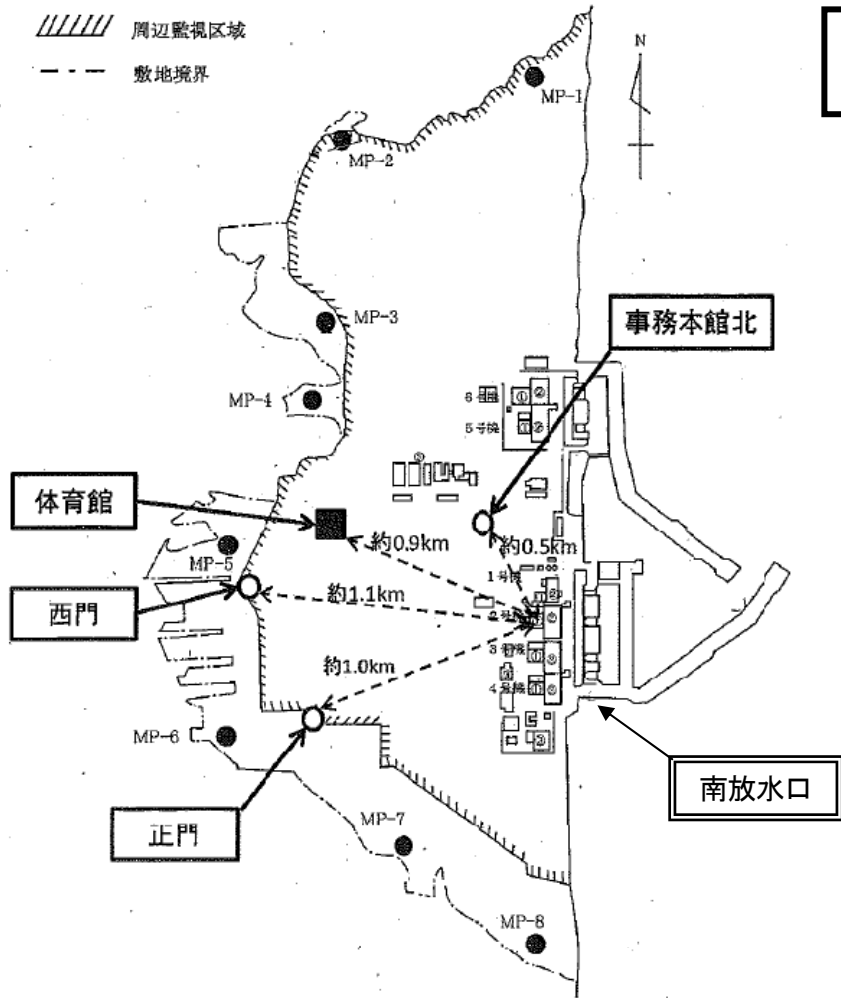 周辺監視区域
敷地境界
N
MP-1
MP-2
MP-3
事務本館北
MP-4
6号機
① ②
5号機
体育館
約0.9km
約0.5km
MP-5
1号機
約1.1km
西門
2号機
3号機
約1.0km
4号機
MP-6
南放水口
正門
MP-7
MP-8